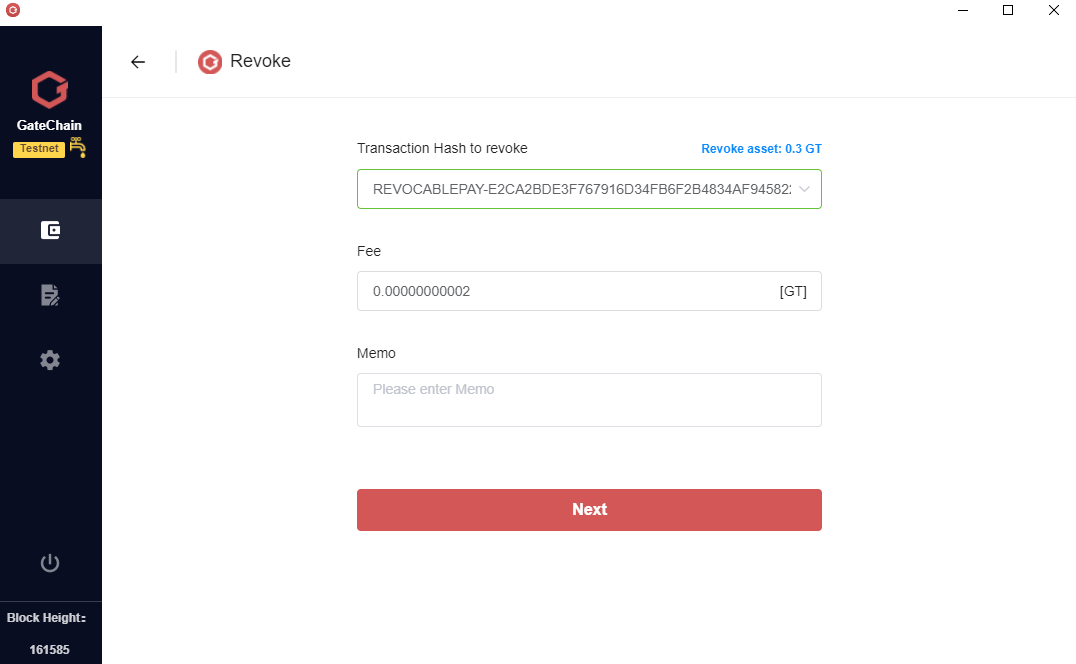 Revoke
GateChain
Testnet
Transaction Hash to revoke
Revoke asset: 0.3 GT
REVOCABLEPAY-E2CA2BDE3F767916D34FB6F2B4834AF94582
Fee
0.00000000002
[GT]
Memo
Please enter Memo
Next
Block Height:
161585